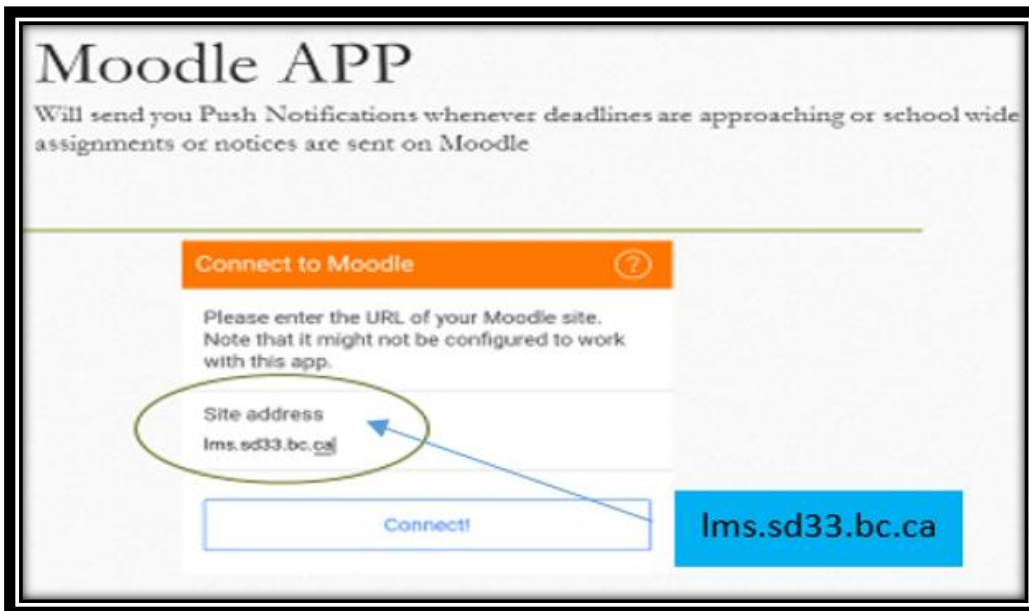 Moodle APP
Will send you Push Notifications whenever deadlines are approaching or school wide
assignments or notices are sent on Moodle
Connect to Moodle ?
Please enter the URL of your Moodle site.
Note that it might not be configured to work
with this app.
Site address
lms.sd33.bc.ca
Connect!
lms.sd33.bc.ca